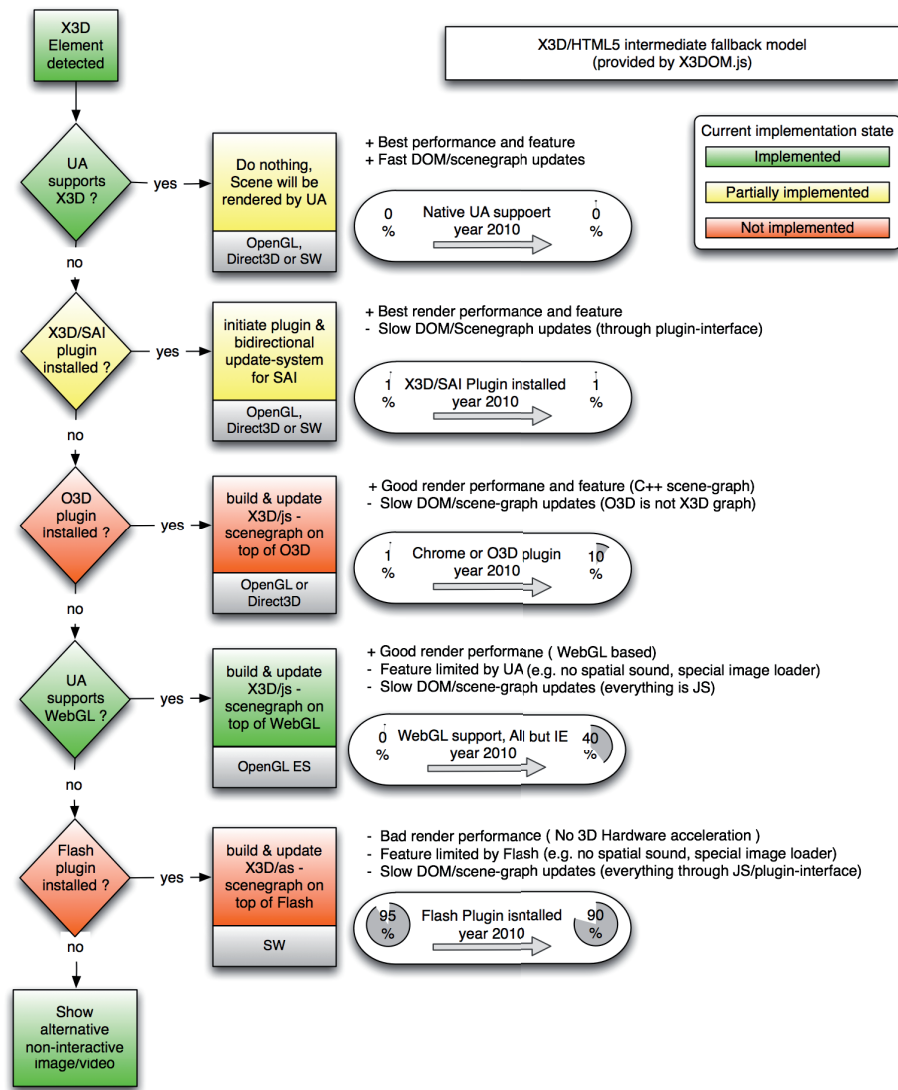 X3D
Element
detected
X3D/HTML5 intermediate fallback model
(provided by X3DOM.js)
Current implementation state
Implemented
Partially implemented
Not implemented
UA
supports
X3D ?
yes
no
Do nothing,
Scene will be
rendered by UA
OpenGL,
Direct3D or SW
+ Best performance and feature
+ Fast DOM/scenegraph updates
0
%
Native UA suppoert
year 2010
0
%
X3D/SAI
plugin
installed ?
yes
no
initiate plugin &
bidirectional
update-system
for SAI
OpenGL,
Direct3D or SW
+ Best render performance and feature
- Slow DOM/Scenegraph updates (through plugin-interface)
1
%
X3D/SAI Plugin installed
year 2010
1
%
O3D
plugin
installed ?
yes
no
build & update
X3D/js -
scenegraph on
top of O3D
OpenGL or
Direct3D
+ Good render performane and feature (C++ scene-graph)
- Slow DOM/scene-graph updates (O3D is not X3D graph)
1
%
Chrome or O3D plugin
year 2010
10
%
UA
supports
WebGL ?
yes
no
build & update
X3D/js -
scenegraph on
top of WebGL
OpenGL ES
+ Good render performane ( WebGL based)
- Feature limited by UA (e.g. no spatial sound, special image loader)
- Slow DOM/scene-graph updates (everything is JS)
0
%
WebGL support, All but IE
year 2010
40
%
Flash
plugin
installed ?
yes
no
build & update
X3D/as -
scenegraph on
top of Flash
SW
- Bad render performance ( No 3D Hardware acceleration )
- Feature limited by Flash (e.g. no spatial sound, special image loader)
- Slow DOM/scene-graph updates (everything through JS/plugin-interface)
95
%
Flash Plugin installed
year 2010
90
%
Show
alternative
non-interactive
image/video